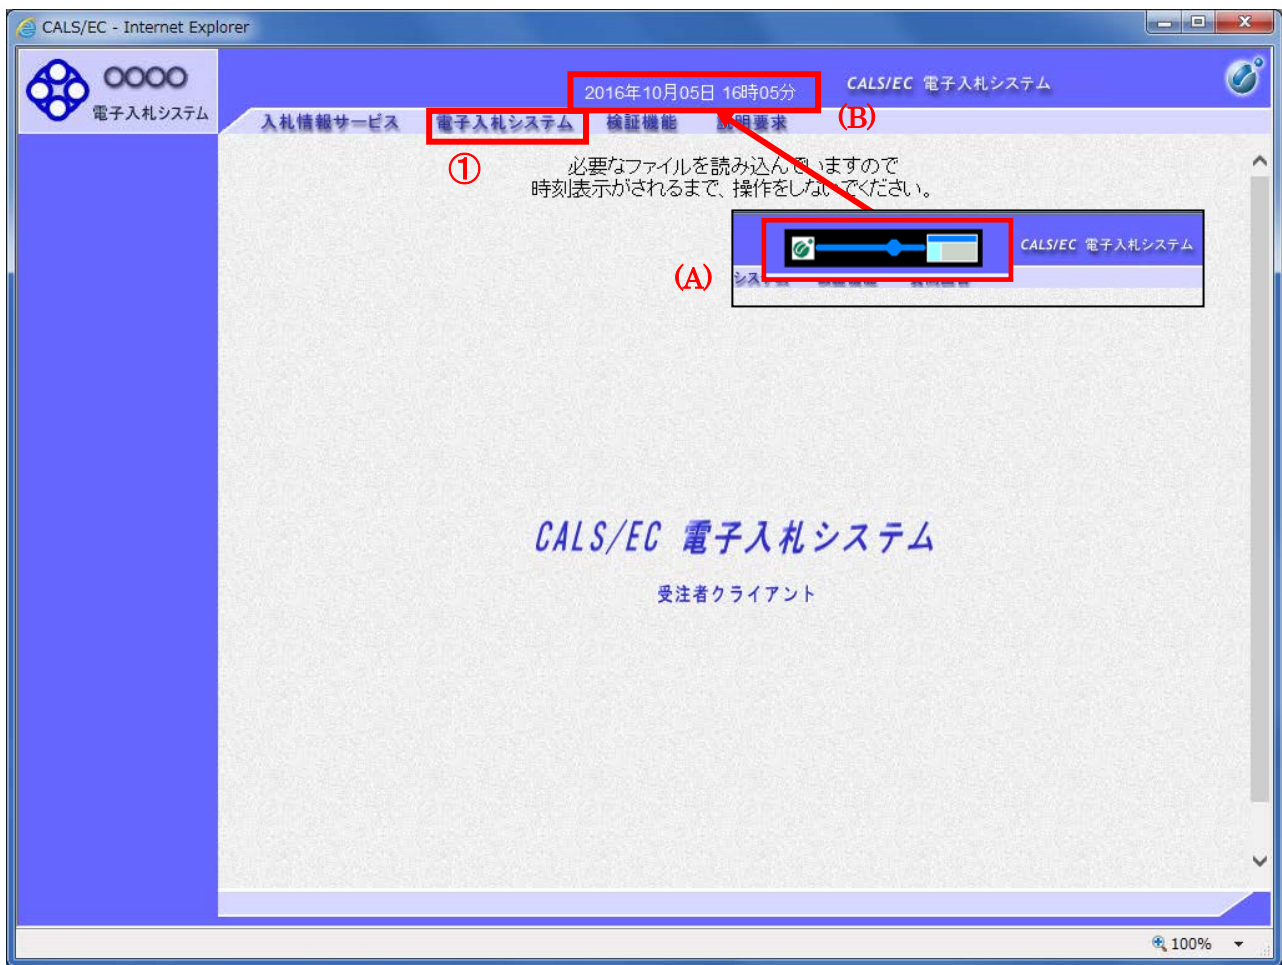 CALS/EC - Internet Explorer
○○○○
電子入札システム
2016年10月05日 16時05分
CALS/EC 電子入札システム
(B)
入札情報サービス 電子入札システム 検証機能 説明要求
①
必要なファイルを読み込んでいますので
時刻表示がされるまで、操作をしないでください。
CALS/EC 電子入札システム
(A)
システム
CALS/EC 電子入札システム
受注者クライアント
100%